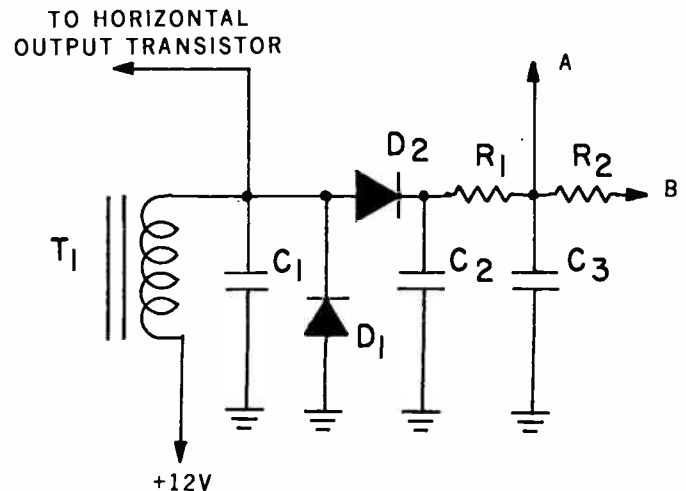 TO HORIZONTAL
OUTPUT TRANSISTOR
A
D2
R1
R2
B
T1
C1
C2
C3
D1
+12V